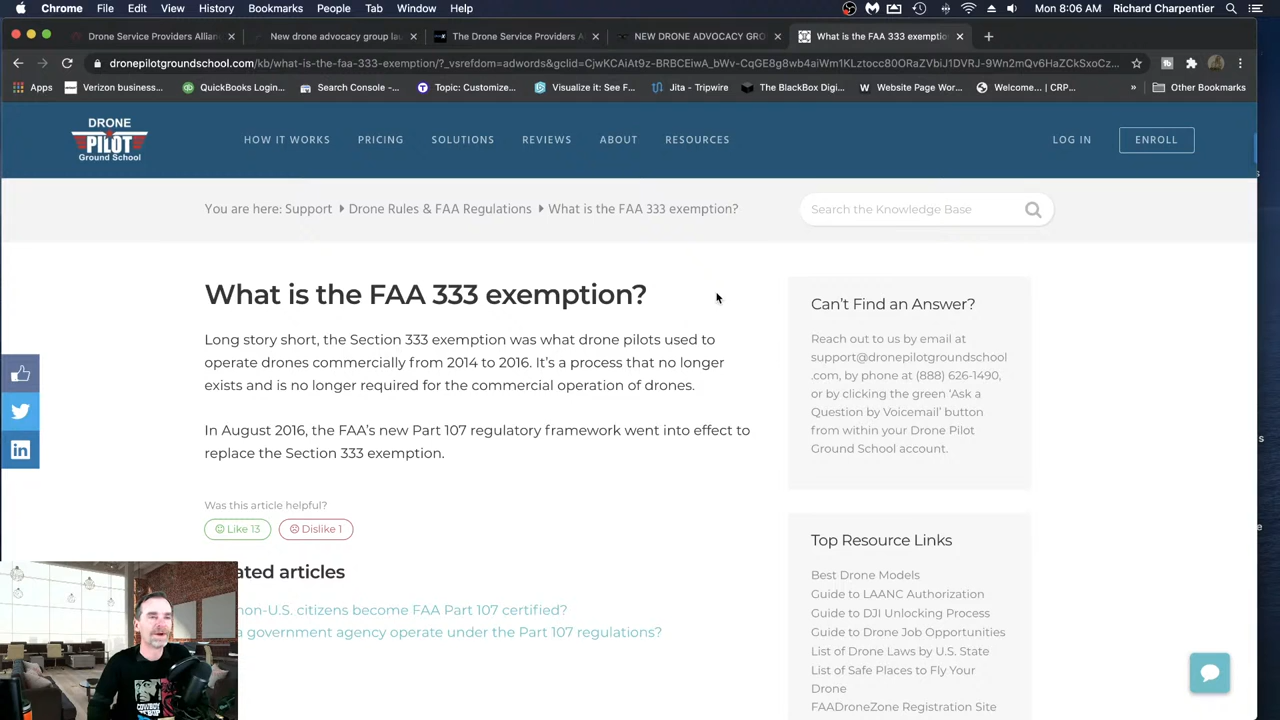 Chrome File Edit View History Bookmarks People Tab Window Help Mon 8:06 AM Richard Charpentier
Drone Service Providers Allian
New drone advocacy group lau
The Drone Service Providers A
NEW DRONE ADVOCACY GRO
What is the FAA 333 exemptio
dronepilotgroundschool.com/kb/what-is-the-faa-333-exemption/?_vsrefdom=adwords&gclid=CjwKCAiAt9z-BRBCEiwA_bWv-CqGE8g8wb4aiWm1KLztocc80ORaZVbiJ1DVRJ-9Wn2mQv6HaZCkSxoCz...
Apps Verizon business... QuickBooks Login... Search Console -... Topic: Customize... Visualize it: See F... Jita - Tripwire The BlackBox Digi... Website Page Wor... Welcome... | CRP... » Other Bookmarks
DRONE
PILOT
Ground School
HOW IT WORKS PRICING SOLUTIONS REVIEWS ABOUT RESOURCES LOG IN ENROLL
You are here: Support Drone Rules & FAA Regulations What is the FAA 333 exemption?
Search the Knowledge Base
What is the FAA 333 exemption?
Long story short, the Section 333 exemption was what drone pilots used to
operate drones commercially from 2014 to 2016. It's a process that no longer
exists and is no longer required for the commercial operation of drones.
In August 2016, the FAA's new Part 107 regulatory framework went into effect to
replace the Section 333 exemption.
Was this article helpful?
Like 13 Dislike 1
ated articles
non-U.S. citizens become FAA Part 107 certified?
a government agency operate under the Part 107 regulations?
Can't Find an Answer?
Reach out to us by email at
support@dronepilotgroundschool
.com, by phone at (888) 626-1490,
or by clicking the green 'Ask a
Question by Voicemail' button
from within your Drone Pilot
Ground School account.
Top Resource Links
Best Drone Models
Guide to LAANC Authorization
Guide to DJI Unlocking Process
Guide to Drone Job Opportunities
List of Drone Laws by U.S. State
List of Safe Places to Fly Your
Drone
FAADroneZone Registration Site